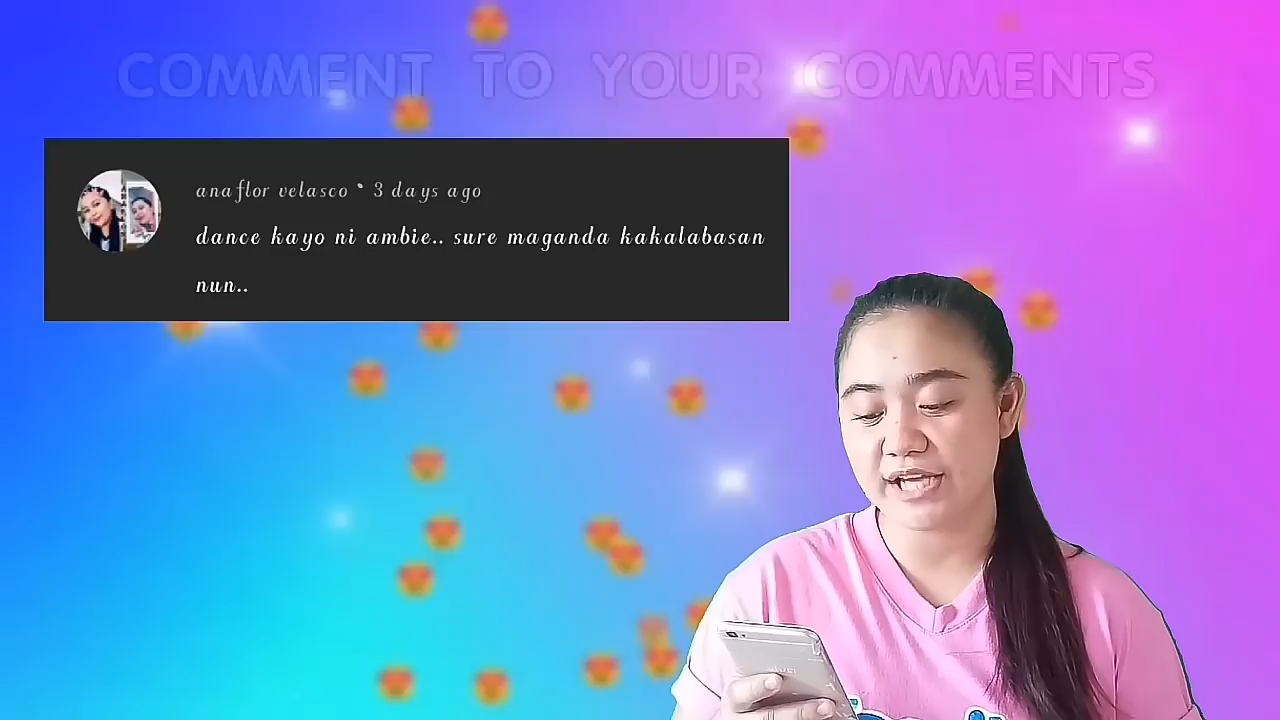 COMMENT TO YOUR COMMENTS
anaflor velasco • 3 days ago
dance kayo ni ambie.. sure maganda kakalabasan
nun..